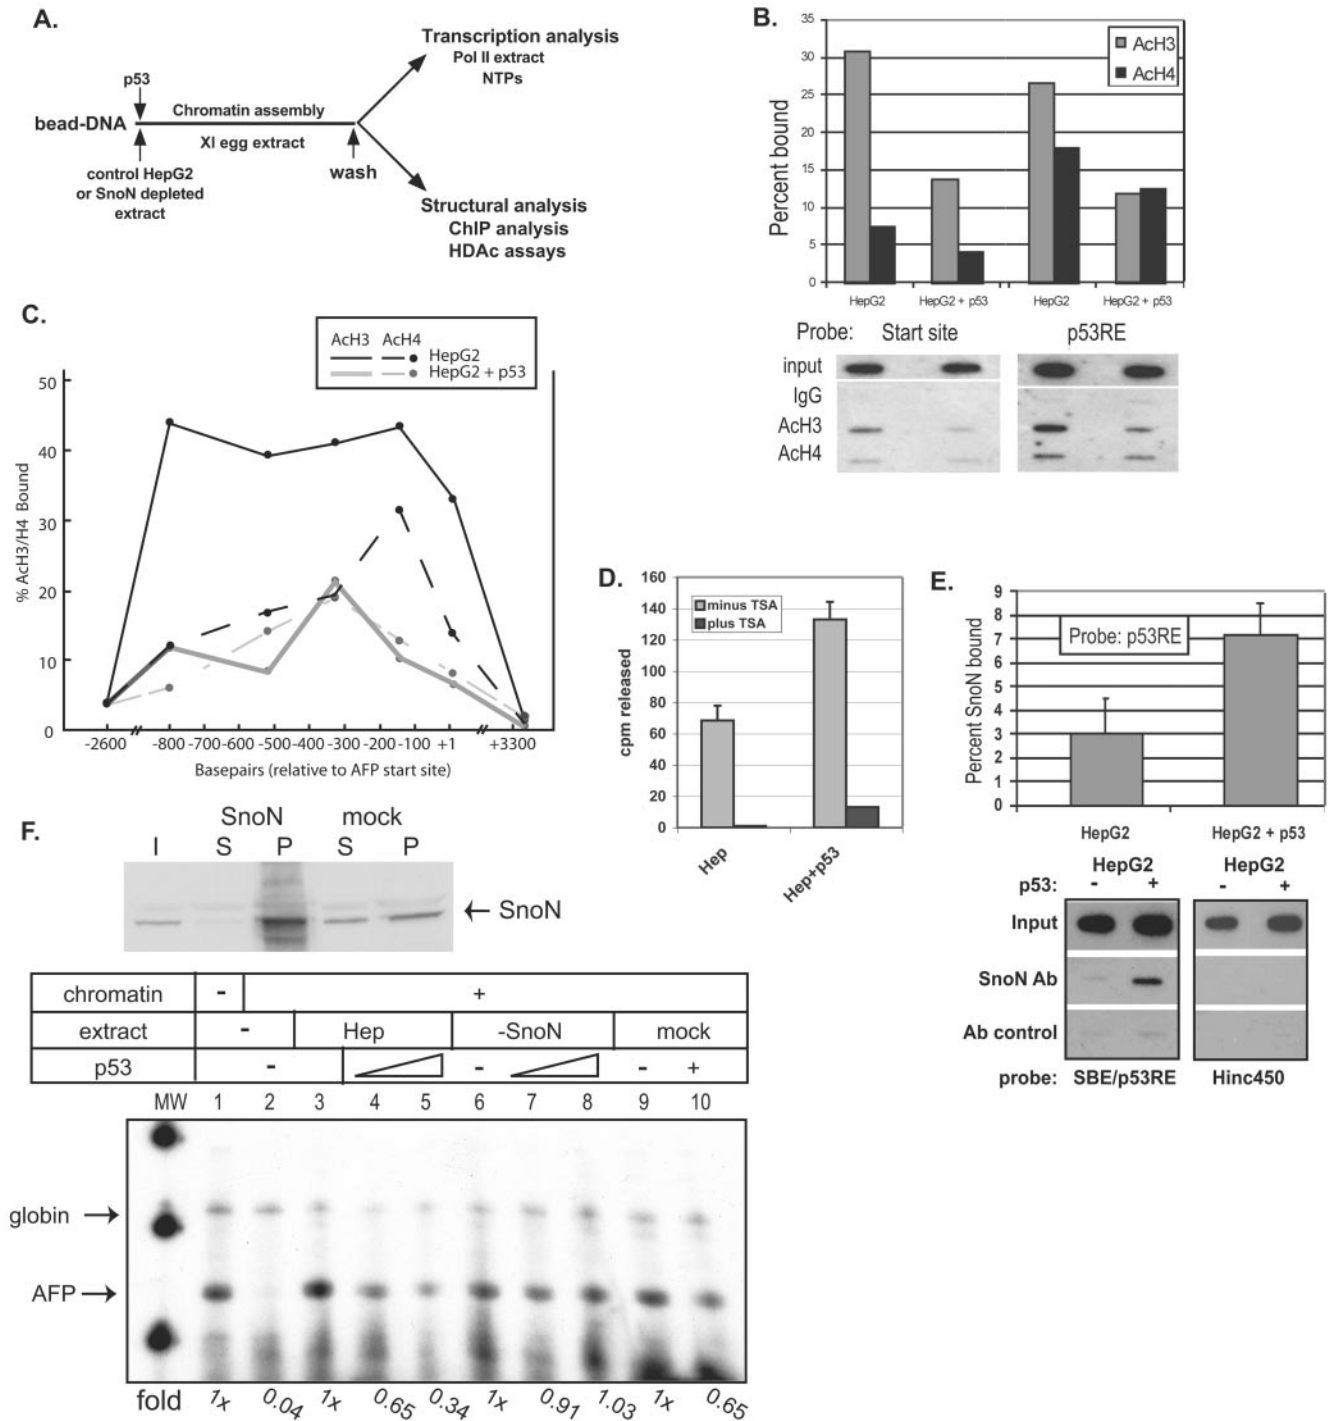 A.
p53
bead-DNA
Chromatin assembly
Xl egg extract
control HepG2
or SnoN depleted
extract
wash
Transcription analysis
Pol II extract
NTPs
Structural analysis
ChIP analysis
HDAc assays
B.
Percent bound
35
30
25
20
15
10
5
0
AcH3
AcH4
HepG2
HepG2 + p53
HepG2
HepG2 + p53
Probe: Start site p53RE
input
IgG
AcH3
AcH4
C.
AcH3 AcH4
HepG2
HepG2 + p53
% AcH3/H4 Bound
50
40
30
20
10
0
-2600 -800 -700 -600 -500 -400 -300 -200 -100 +1 +3300
Basepairs (relative to AFP start site)
D.
cpm released
160
140
120
100
80
60
40
20
0
minus TSA
plus TSA
Hep
Hep+p53
E.
Percent SnoN bound
9
8
7
6
5
4
3
2
1
0
Probe: p53RE
HepG2
HepG2 + p53
HepG2 HepG2
p53: - + - +
Input
SnoN Ab
Ab control
probe: SBE/p53RE Hinc450
F.
SnoN mock
I S P S P
SnoN
chromatin - +
extract - Hep -SnoN mock
p53 - - - +
MW 1 2 3 4 5 6 7 8 9 10
globin
AFP
fold 1x 0.04 1x 0.65 0.34 1x 0.91 1.03 1x 0.65